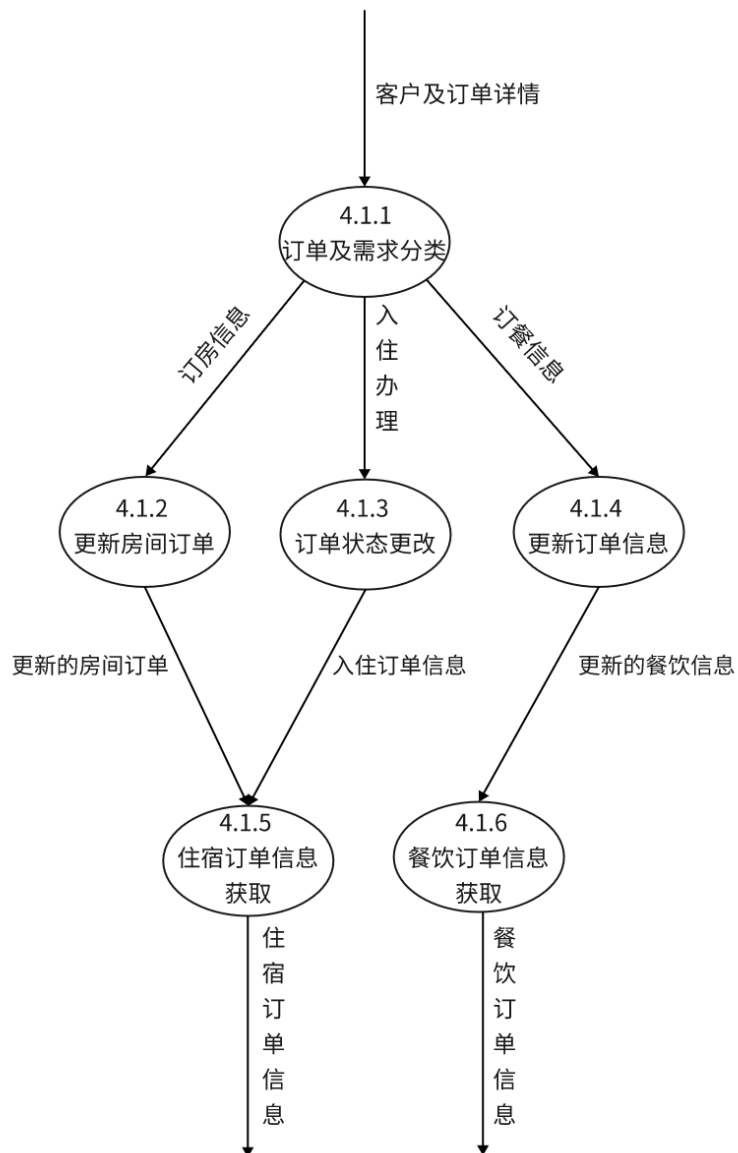 客户及订单详情
4.1.1
订单及需求分类
订房信息
入住办理
订餐信息
4.1.2
更新房间订单
4.1.3
订单状态更改
4.1.4
更新订单信息
更新的房间订单
入住订单信息
更新的餐饮信息
4.1.5
住宿订单信息
获取
4.1.6
餐饮订单信息
获取
住宿订单信息
餐饮订单信息